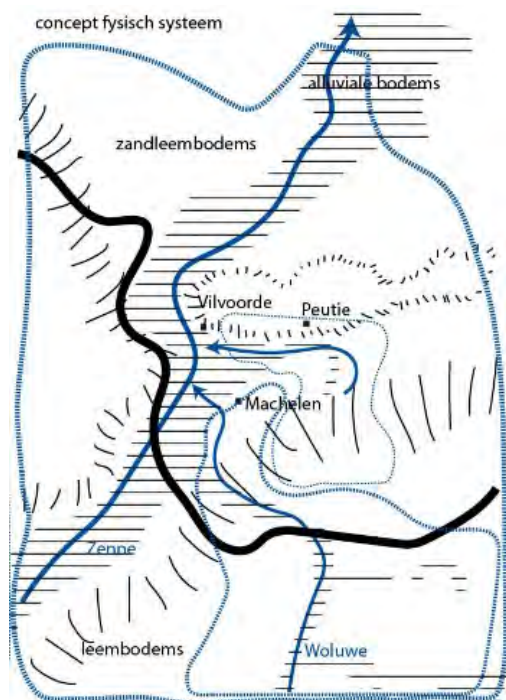 concept fysisch systeem
alluviale bodems
zandleembodems
Vilvoorde
Peutie
Machelen
Zenne
leembodems
Woluwe